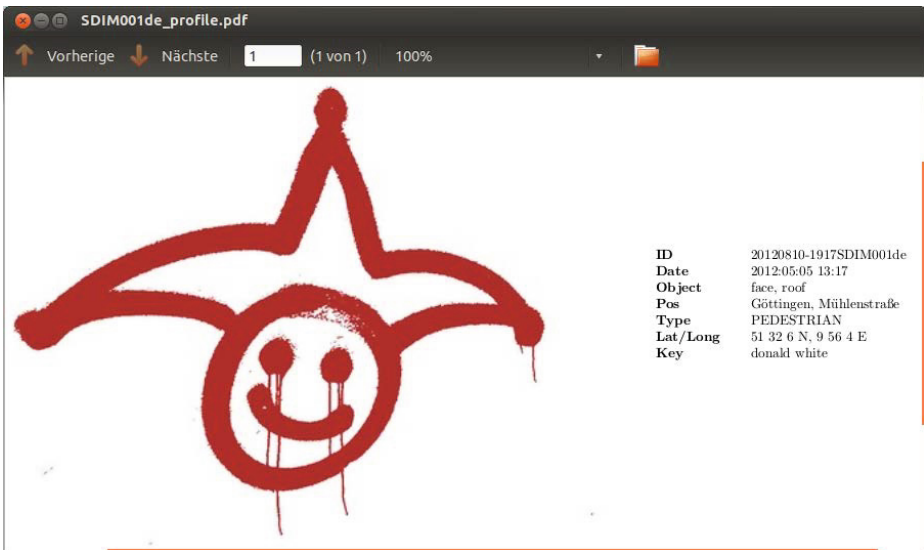 SDIM001de_profile.pdf
Vorherige Nächste 1 (1 von 1) 100%
ID 20120810-1917SDIM001de
Date 2012:05:05 13:17
Object face, roof
Pos Göttingen, Mühlenstraße
Type PEDESTRIAN
Lat/Long 51 32 6 N, 9 56 4 E
Key donald white